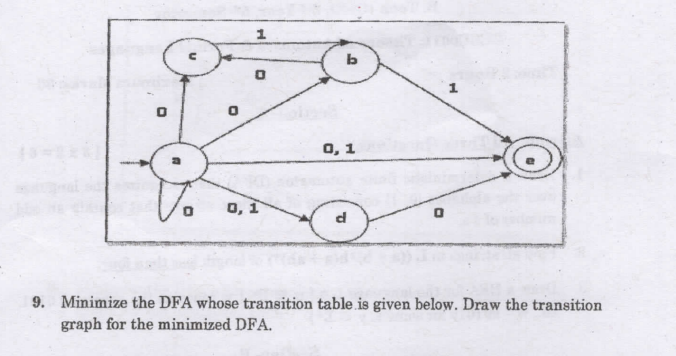 1
c
b
0
0
0
1
0, 1
a
e
0
0, 1
d
0
9. Minimize the DFA whose transition table is given below. Draw the transition
graph for the minimized DFA.